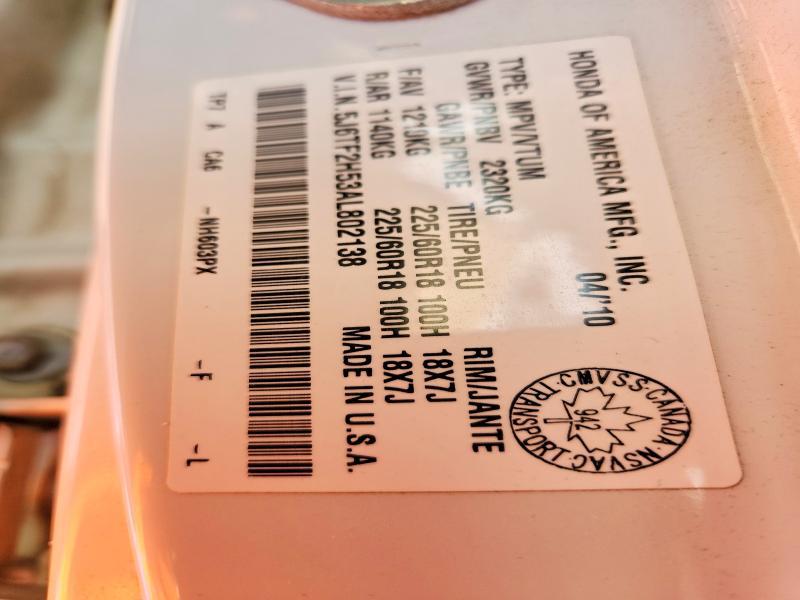 HONDA OF AMERICA MFG., INC.
04/'10
TYPE: MPV/VTUM
GVWR/PNBV 2320KG
GAWR/PNBE TIRE/PNEU RIM/JANTE
F/AV 1210KG 225/60R18 100H 18X7J
R/AR 1140KG 225/60R18 100H 18X7J
V.I.N 5J6TF2H53AL802138 MADE IN U.S.A.
TP7 A CA6 -NH603PX -F -L
CMVSS·CANADA NSVAC
TRANSPORT
942